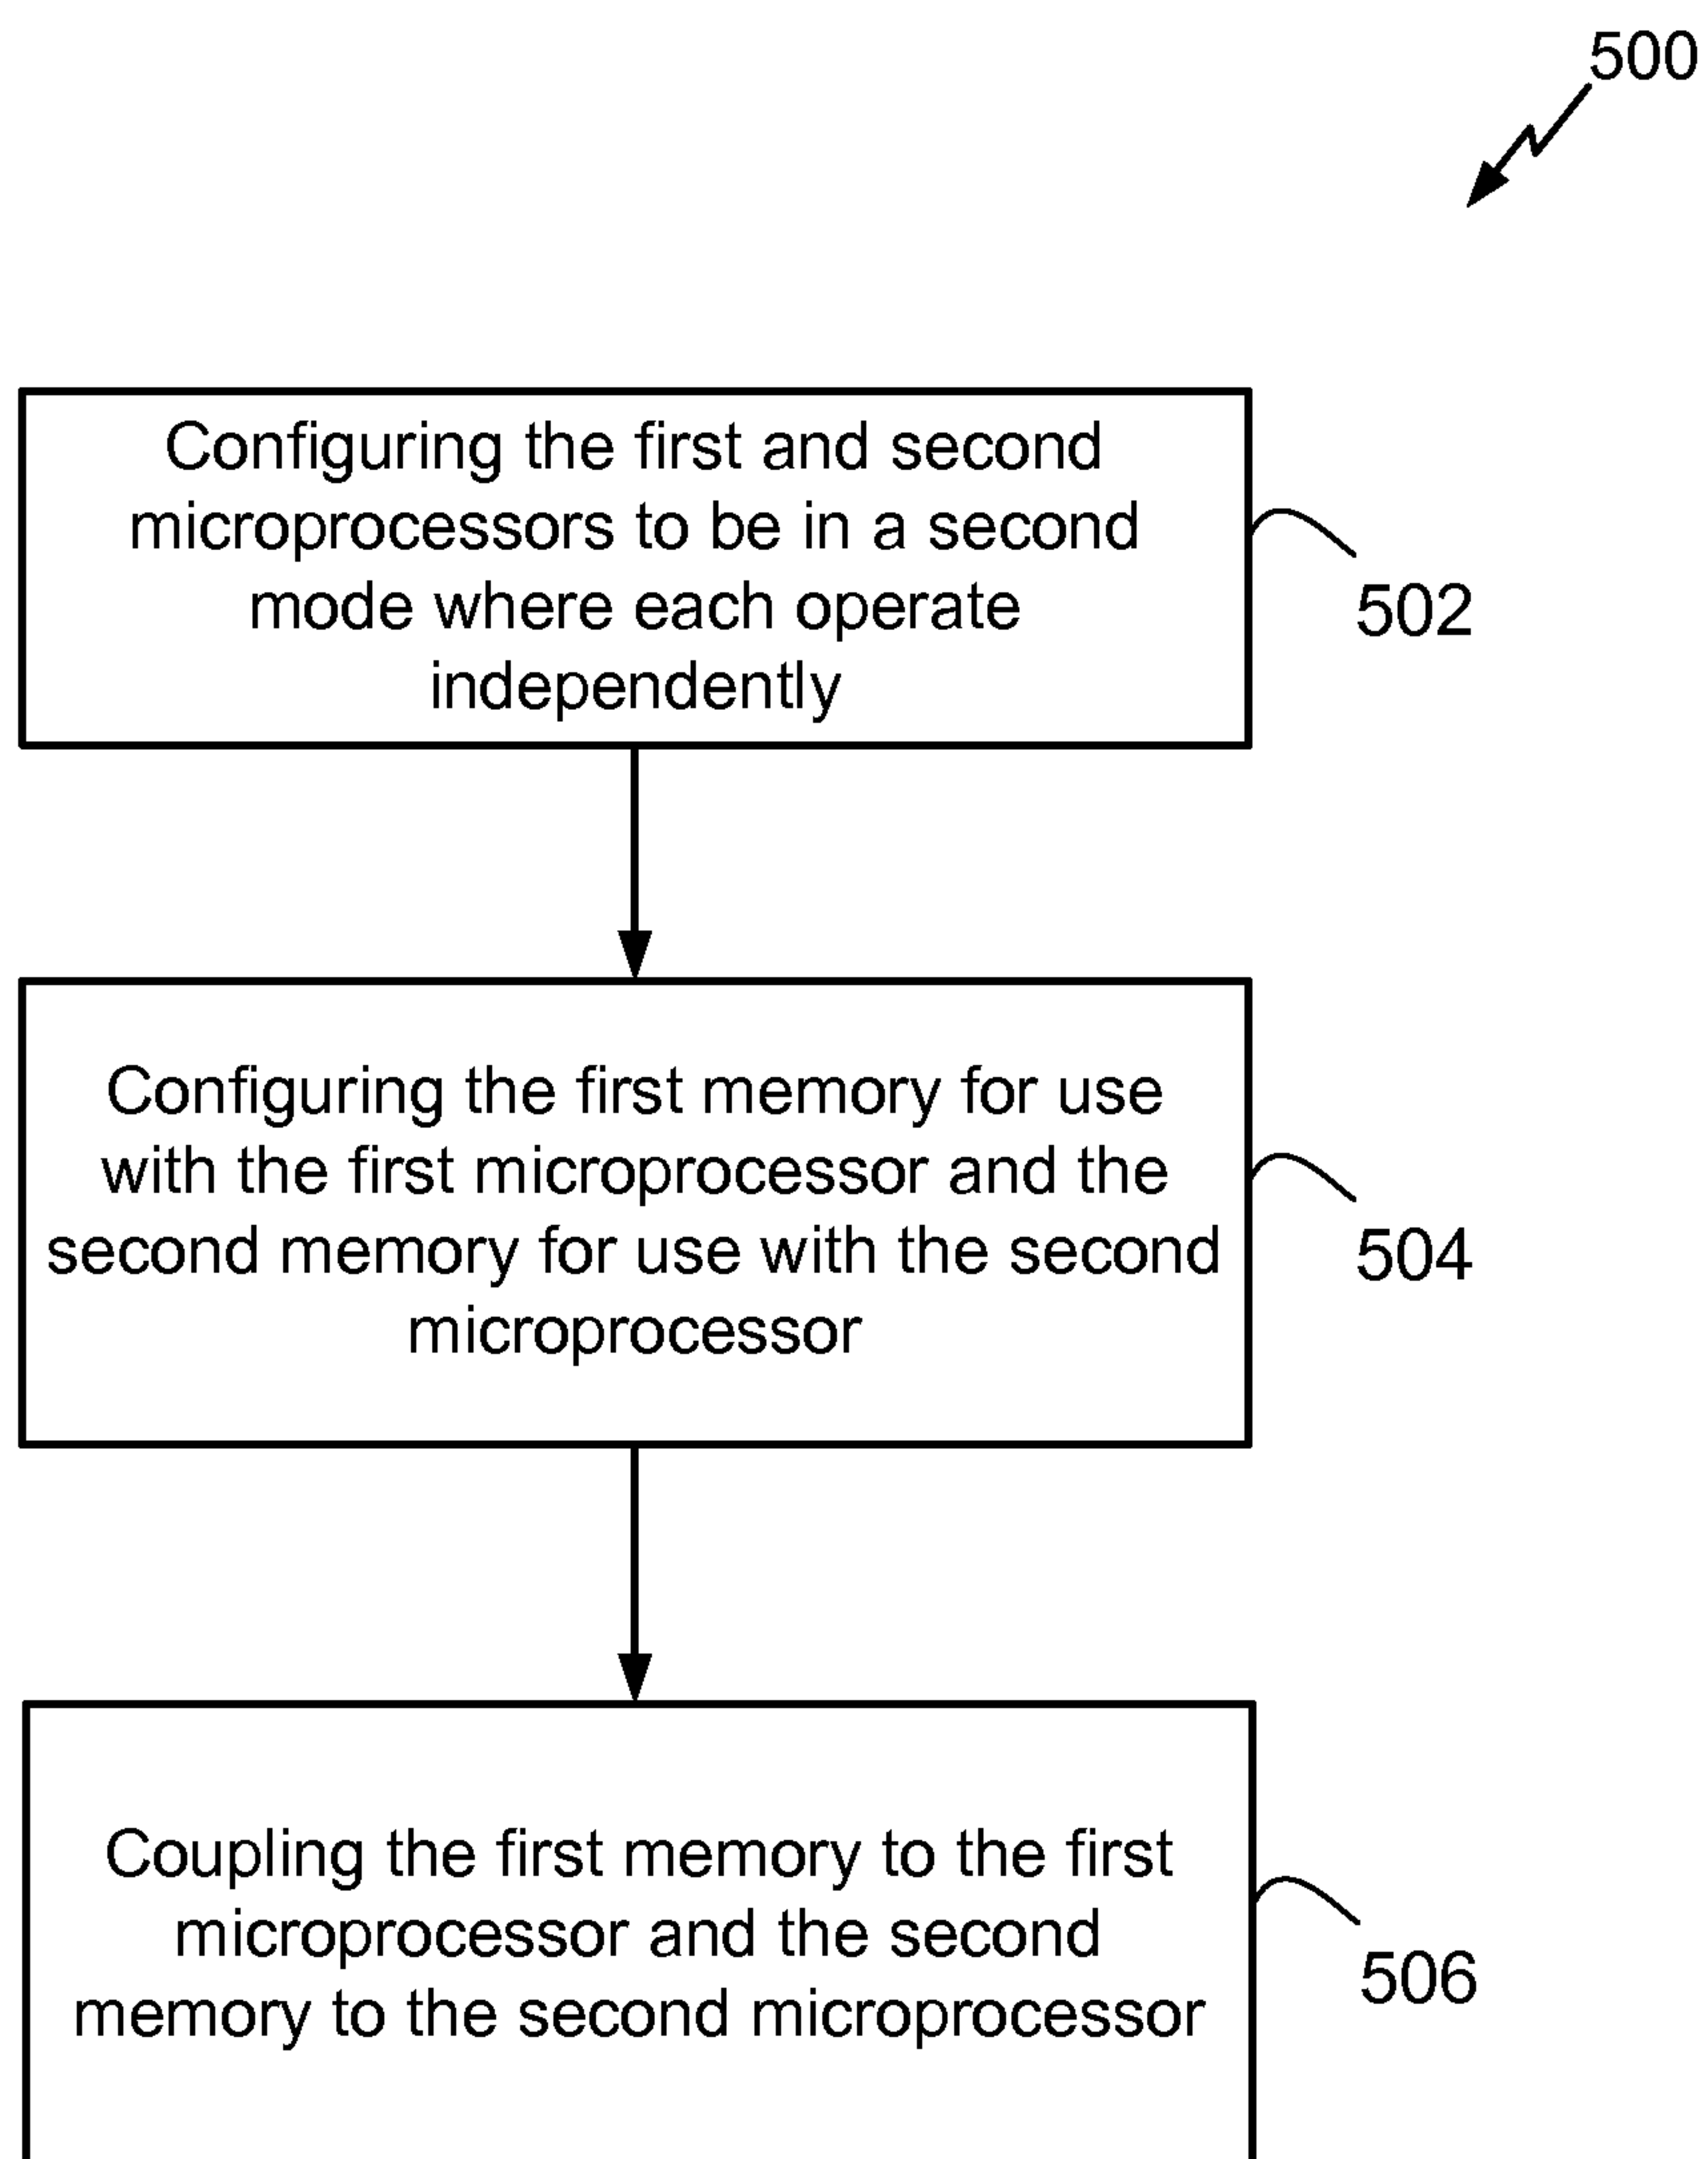 500
Configuring the first and second
microprocessors to be in a second
mode where each operate
independently
502
Configuring the first memory for use
with the first microprocessor and the
second memory for use with the second
microprocessor
504
Coupling the first memory to the first
microprocessor and the second
memory to the second microprocessor
506